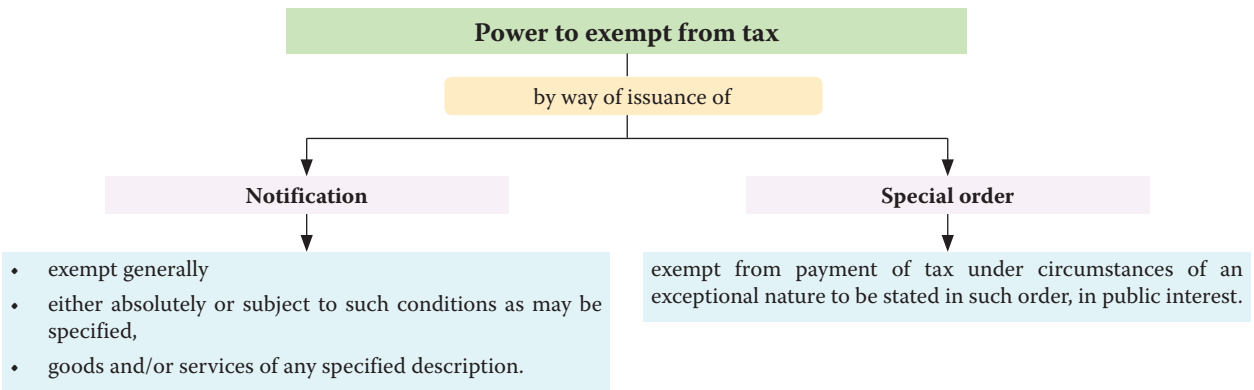 Power to exempt from tax
by way of issuance of
Notification
• exempt generally
• either absolutely or subject to such conditions as may be
specified,
• goods and/or services of any specified description.
Special order
exempt from payment of tax under circumstances of an
exceptional nature to be stated in such order, in public interest.